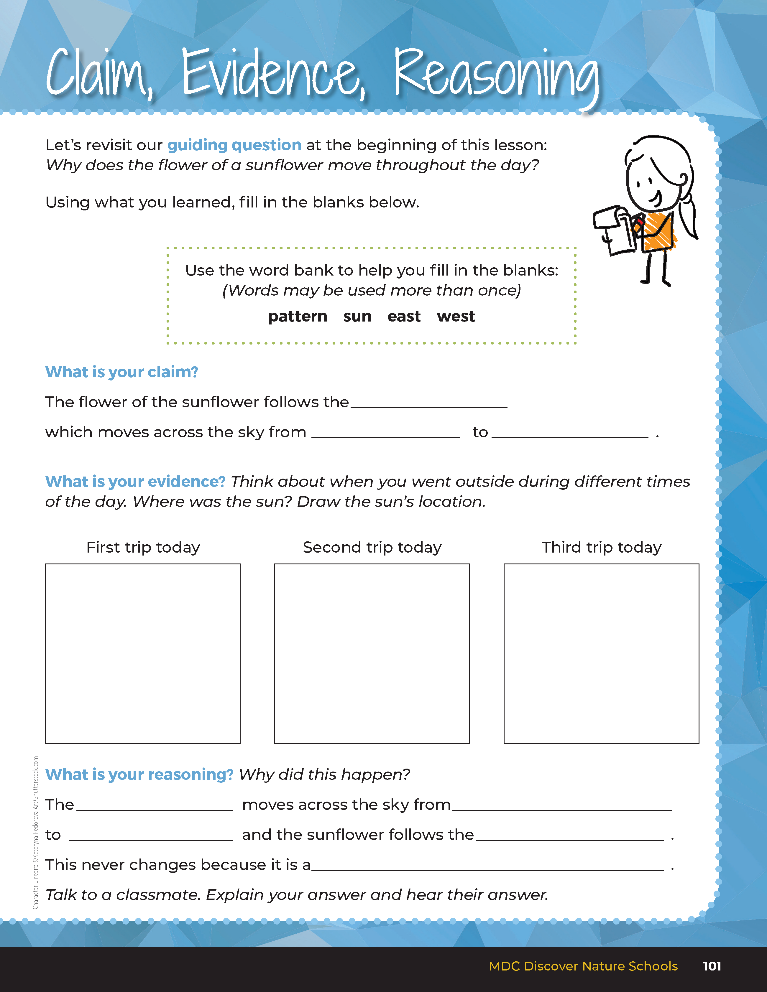 Claim, Evidence, Reasoning
Let's revisit our guiding question at the beginning of this lesson:
Why does the flower of a sunflower move throughout the day?
Using what you learned, fill in the blanks below.
Use the word bank to help you fill in the blanks:
(Words may be used more than once)
pattern sun east west
What is your claim?
The flower of the sunflower follows the
which moves across the sky from to .
What is your evidence? Think about when you went outside during different times
of the day. Where was the sun? Draw the sun's location.
First trip today
Second trip today
Third trip today
What is your reasoning? Why did this happen?
The moves across the sky from
to and the sunflower follows the .
This never changes because it is a .
Talk to a classmate. Explain your answer and hear their answer.
MDC Discover Nature Schools 101